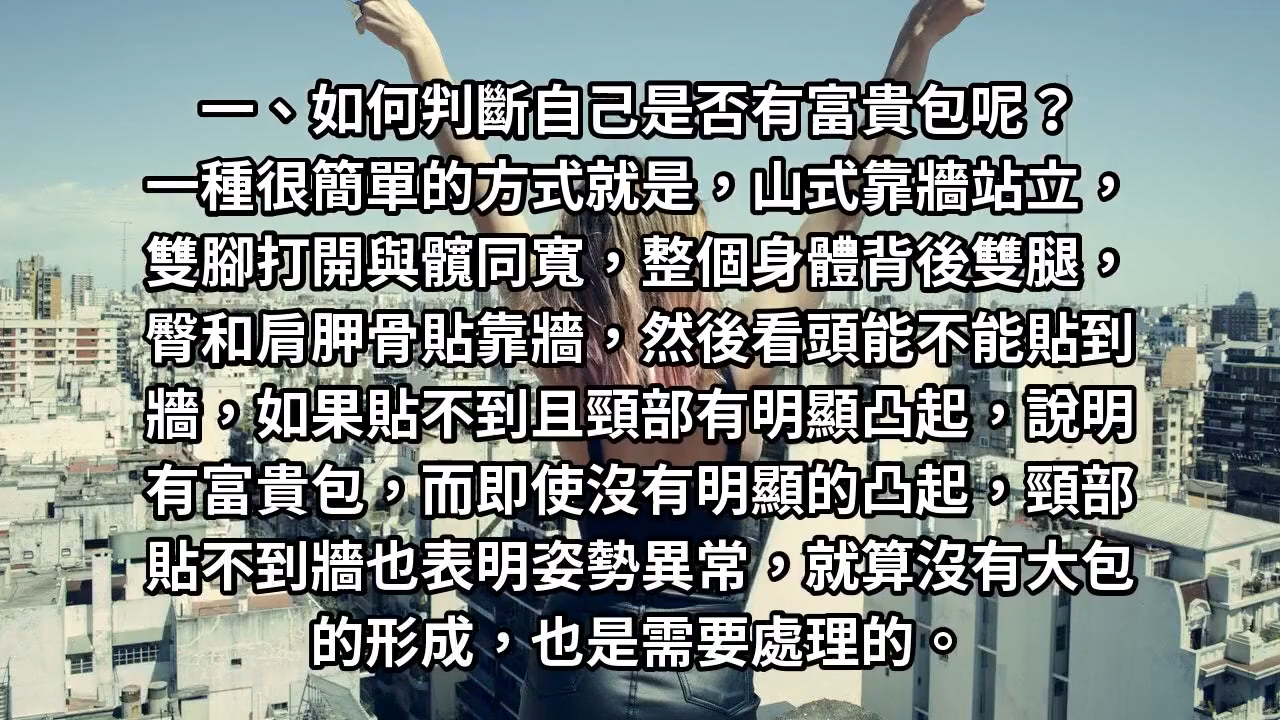 一、如何判斷自己是否有富貴包呢？
一種很簡單的方式就是，山式靠牆站立，
雙腳打開與髖同寬，整個身體背後雙腿，
臀和肩胛骨貼靠牆，然後看頭能不能貼到
牆，如果貼不到且頸部有明顯凸起，說明
有富貴包，而即使沒有明顯的凸起，頸部
貼不到牆也表明姿勢異常，就算沒有大包
的形成，也是需要處理的。